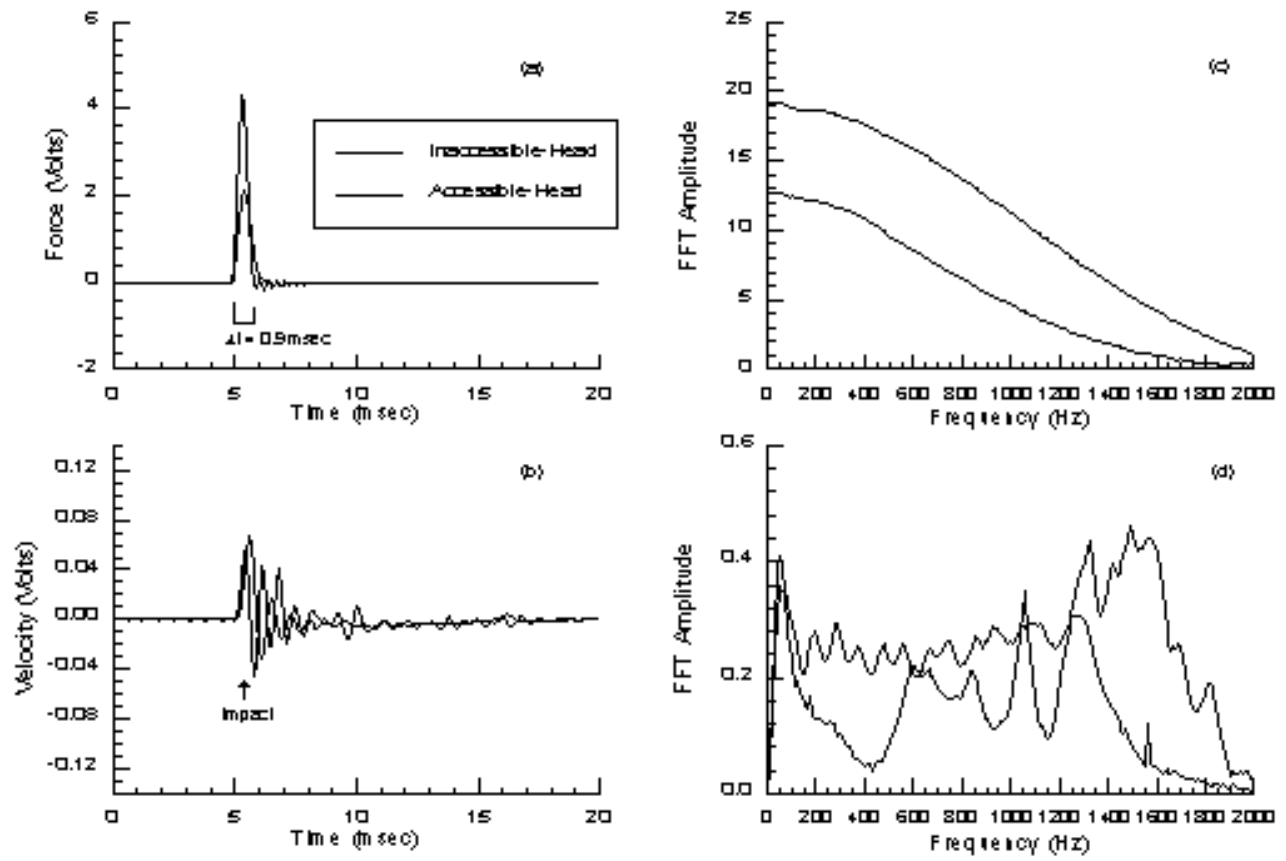 6
4
2
0
-2
Force (Volts)
(a)
Inaccessible-Head
Accessible-Head
Δt = 0.9msec
0 5 10 15 20
Time (msec)
25
20
15
10
5
0
FFT Amplitude
(c)
0 200 400 600 800 1000 1200 1400 1600 1800 2000
Frequency (Hz)
0.12
0.08
0.04
0.00
-0.04
-0.08
-0.12
Velocity (Volts)
(b)
Impact
0 5 10 15 20
Time (msec)
0.6
0.4
0.2
0.0
FFT Amplitude
(d)
0 200 400 600 800 1000 1200 1400 1600 1800 2000
Frequency (Hz)